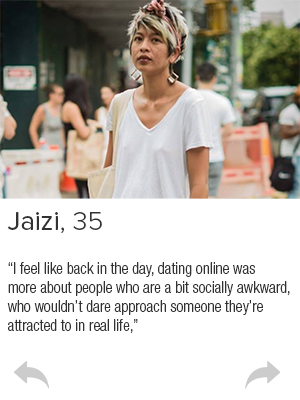 Jaizi, 35
“I feel like back in the day, dating online was
more about people who are a bit socially awkward,
who wouldn’t dare approach someone they’re
attracted to in real life,”